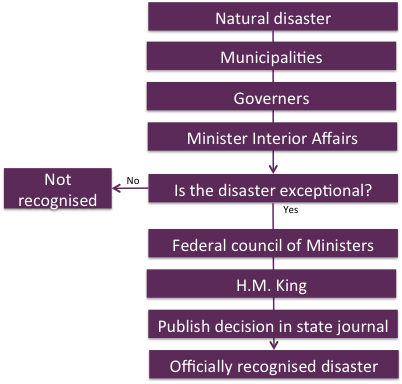 Natural disaster
Municipalities
Governers
Minister Interior Affairs
Is the disaster exceptional?
No
Not
recognised
Yes
Federal council of Ministers
H.M. King
Publish decision in state journal
Officially recognised disaster